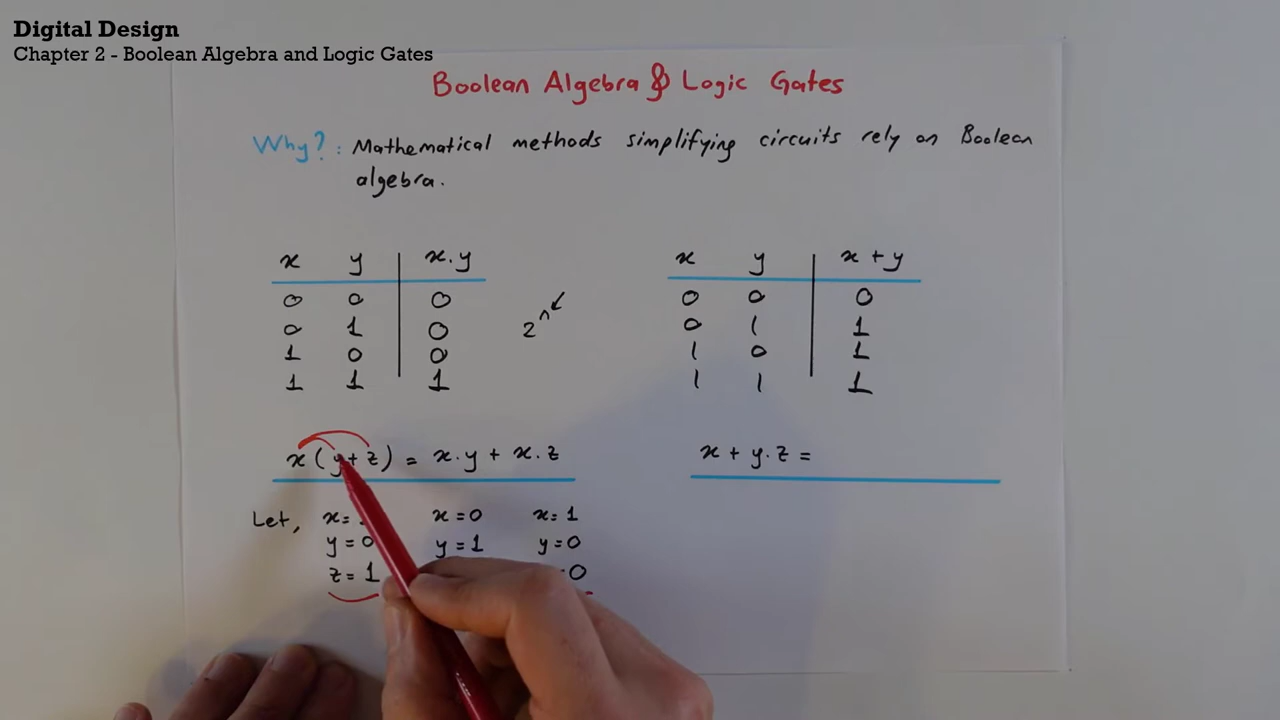 Digital Design
Chapter 2 - Boolean Algebra and Logic Gates
Boolean Algebra & Logic Gates
Why? : Mathematical methods simplifying circuits rely on Boolean
algebra.
x y x.y
0 0 0
0 1 0
1 0 0
1 1 1
2^n
x y x + y
0 0 0
0 1 1
1 0 1
1 1 1
x(y+z) = x.y + x.z
x + y.z =
Let, x= x=0 x=1
y=0 y=1 y=0
z=1 =0